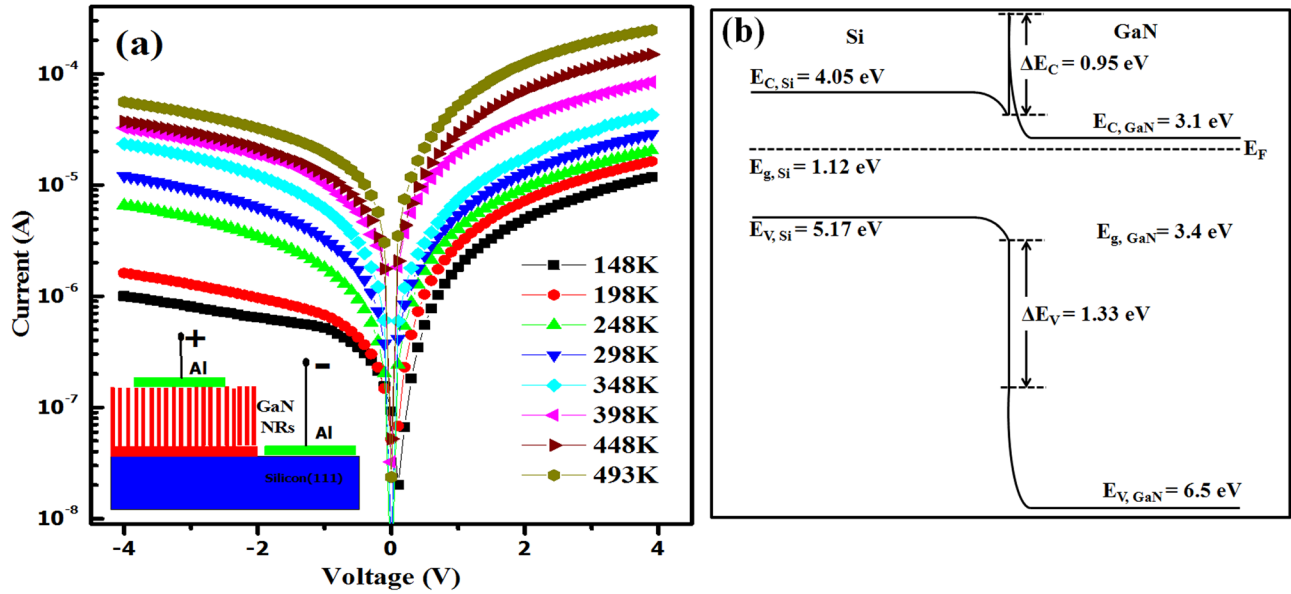 (a)
10⁻⁴
10⁻⁵
10⁻⁶
10⁻⁷
10⁻⁸
Current (A)
-4
-2
0
2
4
Voltage (V)
148K
198K
248K
298K
348K
398K
448K
493K
+
Al
-
GaN
NRs
Al
Silicon(111)
(b)
Si
GaN
ΔE_C = 0.95 eV
E_C, Si = 4.05 eV
E_C, GaN = 3.1 eV
E_F
E_g, Si = 1.12 eV
E_V, Si = 5.17 eV
E_g, GaN = 3.4 eV
ΔE_V = 1.33 eV
E_V, GaN = 6.5 eV